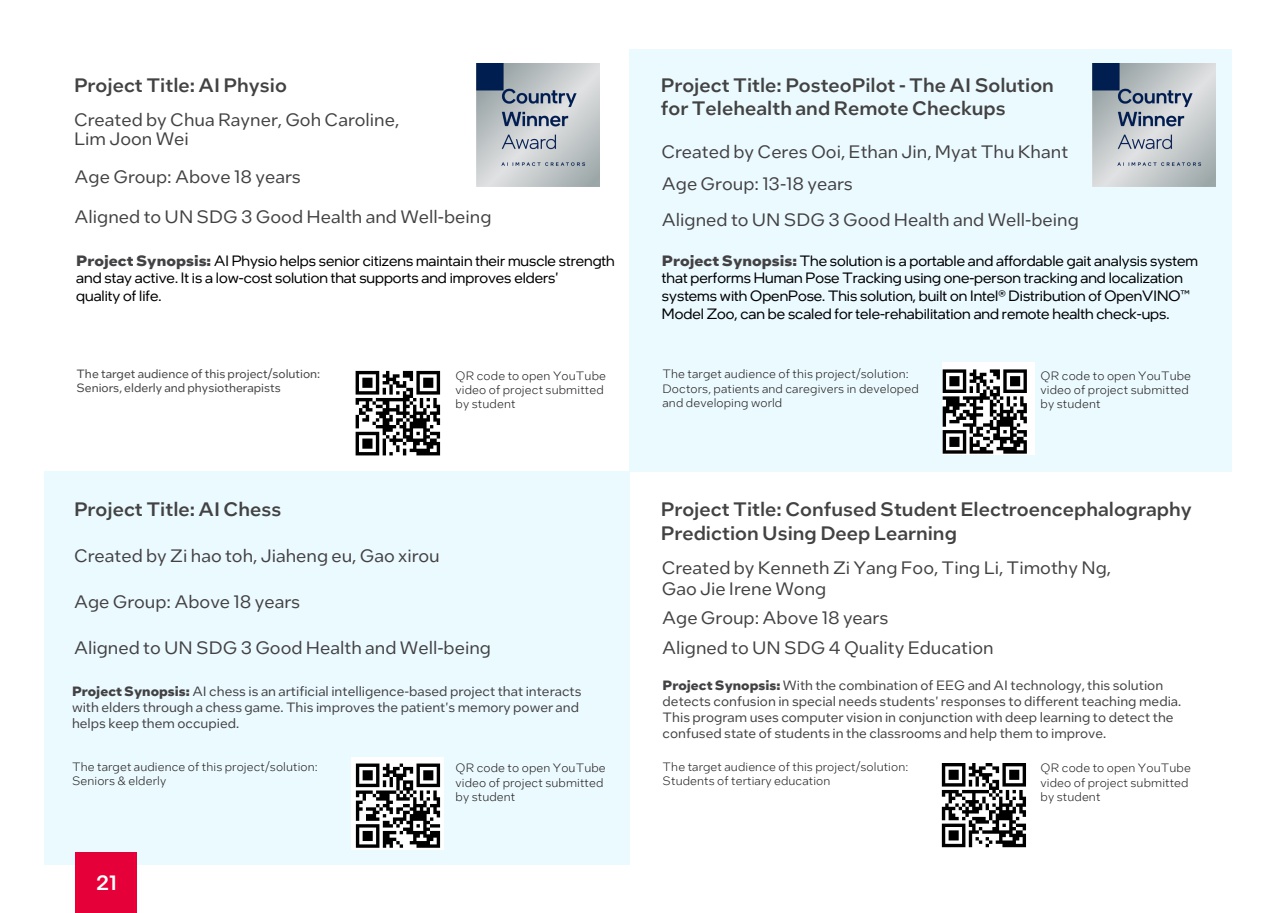 Project Title: AI Physio
Created by Chua Rayner, Goh Caroline,
Lim Joon Wei
Age Group: Above 18 years
Aligned to UN SDG 3 Good Health and Well-being
Country
Winner
Award
AI IMPACT CREATORS
Project Synopsis: AI Physio helps senior citizens maintain their muscle strength
and stay active. It is a low-cost solution that supports and improves elders'
quality of life.
The target audience of this project/solution:
Seniors, elderly and physiotherapists
QR code to open YouTube
video of project submitted
by student
Project Title: PosteoPilot - The AI Solution
for Telehealth and Remote Checkups
Created by Ceres Ooi, Ethan Jin, Myat Thu Khant
Age Group: 13-18 years
Aligned to UN SDG 3 Good Health and Well-being
Country
Winner
Award
AI IMPACT CREATORS
Project Synopsis: The solution is a portable and affordable gait analysis system
that performs Human Pose Tracking using one-person tracking and localization
systems with OpenPose. This solution, built on Intel® Distribution of OpenVINO™
Model Zoo, can be scaled for tele-rehabilitation and remote health check-ups.
The target audience of this project/solution:
Doctors, patients and caregivers in developed
and developing world
QR code to open YouTube
video of project submitted
by student
Project Title: AI Chess
Created by Zi hao toh, Jiaheng eu, Gao xirou
Age Group: Above 18 years
Aligned to UN SDG 3 Good Health and Well-being
Project Synopsis: AI chess is an artificial intelligence-based project that interacts
with elders through a chess game. This improves the patient's memory power and
helps keep them occupied.
The target audience of this project/solution:
Seniors & elderly
QR code to open YouTube
video of project submitted
by student
Project Title: Confused Student Electroencephalography
Prediction Using Deep Learning
Created by Kenneth Zi Yang Foo, Ting Li, Timothy Ng,
Gao Jie Irene Wong
Age Group: Above 18 years
Aligned to UN SDG 4 Quality Education
Project Synopsis: With the combination of EEG and AI technology, this solution
detects confusion in special needs students' responses to different teaching media.
This program uses computer vision in conjunction with deep learning to detect the
confused state of students in the classrooms and help them to improve.
The target audience of this project/solution:
Students of tertiary education
QR code to open YouTube
video of project submitted
by student
21